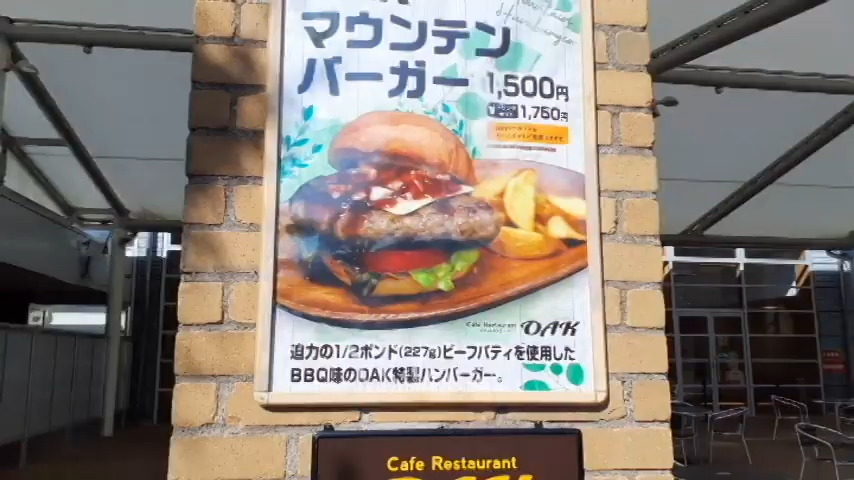 マウンテン
バーガー
1,500円
1,750円
Cafe Restaurant
OAK
迫力の1/2ポンド(227g)ビーフパティを使用した
BBQ味のOAK特製ハンバーガー。
Cafe Restaurant